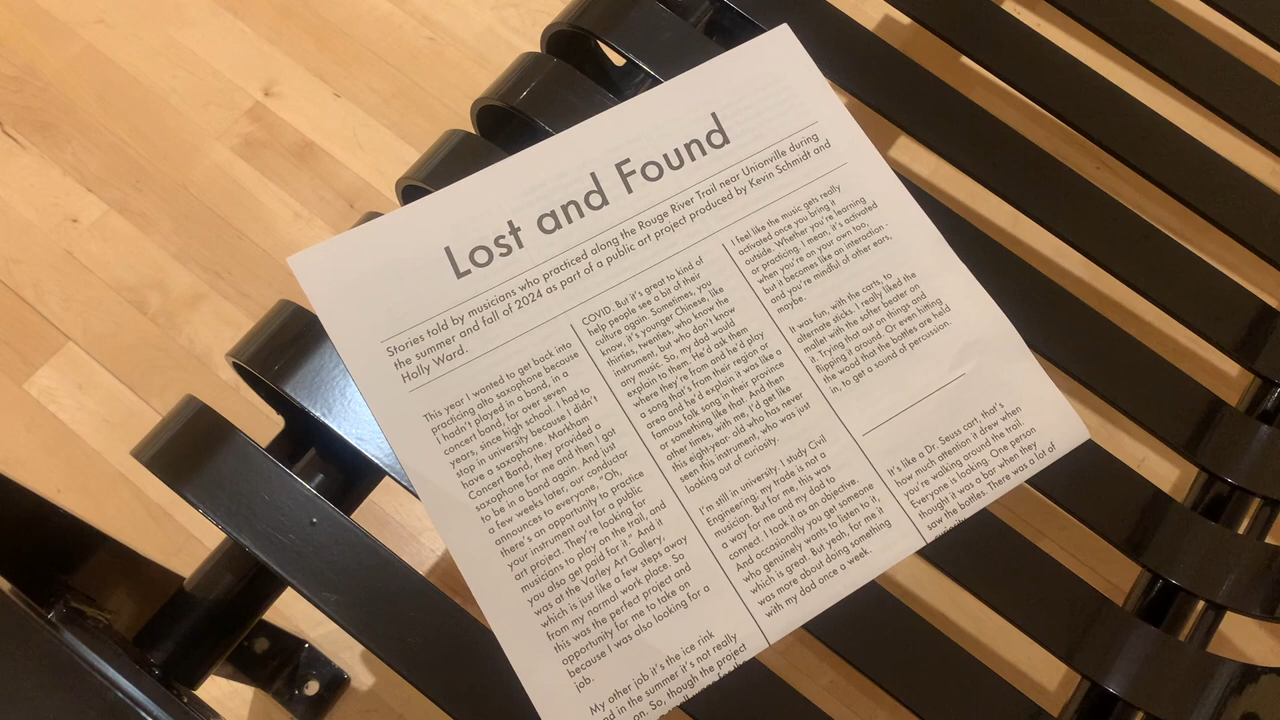 Lost and Found
Stories told by musicians who practiced along the Rouge River Trail near Unionville during
the summer and fall of 2024 as part of a public art project produced by Kevin Schmidt and
Holly Ward.
This year I wanted to get back into
practicing alto saxophone because
I hadn't played in a band, in a
concert band, for over seven
years, since high school. I had to
stop in university because I didn't
have a saxophone. Markham
Concert Band, they provided a
saxophone for me and then I got
to be in a band again. And just
a few weeks later, our conductor
announces to everyone, "Oh,
there's an opportunity to practice
your instrument out for a public
art project. They're looking for
musicians to play on the trail, and
you also get paid for it." And it
was at the Varley Art Gallery,
which is just like a few steps away
from my normal work place. So
this was the perfect project and
opportunity for me to take on
because I was also looking for a
job.
My other job it's the ice rink
and in the summer it's not really
on. So, though the project
COVID. But it's great to kind of
help people see a bit of their
culture again. Sometimes, you
know, it's younger Chinese, like
thirties, twenties, who know the
instrument, but who don't know
any music. So, my dad would
explain to them. He'd ask them
where they're from and he'd play
a song that's from their region or
area and he'd explain it was like a
famous folk song in their province
or something like that. And then
other times, with me, I'd get like
this eight-year- old who has never
seen this instrument, who was just
looking out of curiosity.
I'm still in university. I study Civil
Engineering; my trade is not a
musician. But for me, this was
a way for me and my dad to
connect. I took it as an objective.
And occasionally you get someone
who genuinely wants to listen to it,
which is great. But yeah, for me it
was more about doing something
with my dad once a week.
I feel like the music gets really
activated once you bring it
outside. Whether you're learning
or practicing. I mean, it's activated
when you're on your own too,
but it becomes like an interaction -
and you're mindful of other ears,
maybe.
It was fun, with the carts, to
alternate sticks. I really liked the
mallet with the softer beater on
it. Trying that out on things and
flipping it around. Or even hitting
the wood that the bottles are held
in, to get a sound of percussion.
It's like a Dr. Seuss cart, that's
how much attention it drew when
you're walking around the trail.
Everyone is looking. One person
thought it was a bar when they
saw the bottles. There was a lot of